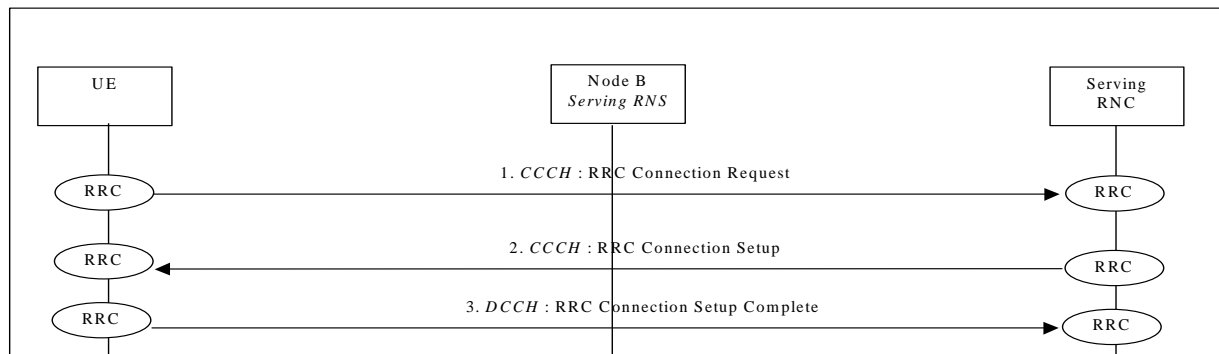 UE
Node B
Serving RNS
Serving
RNC
1. CCCH : RRC Connection Request
RRC
RRC
2. CCCH : RRC Connection Setup
RRC
RRC
3. DCCH : RRC Connection Setup Complete
RRC
RRC